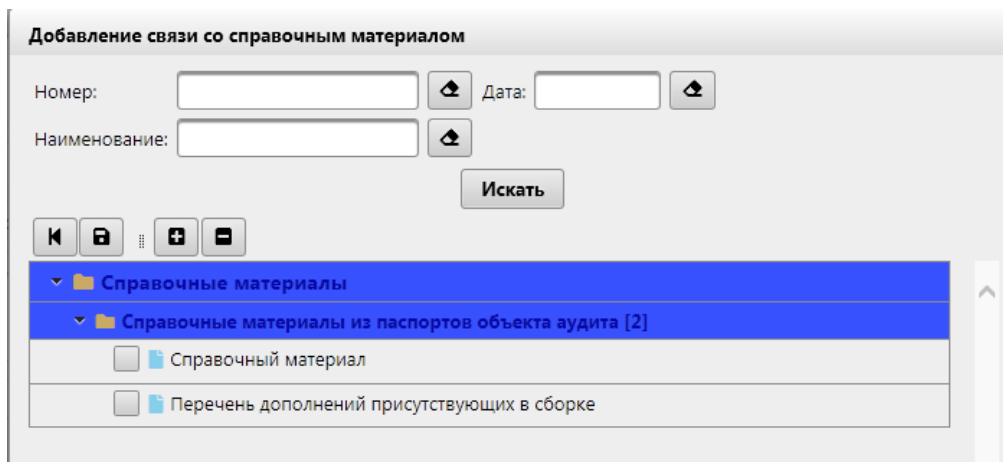 Добавление связи со справочным материалом
Номер: Дата:
Наименование:
Искать
Справочные материалы
Справочные материалы из паспортов объекта аудита [2]
Справочный материал
Перечень дополнений присутствующих в сборке